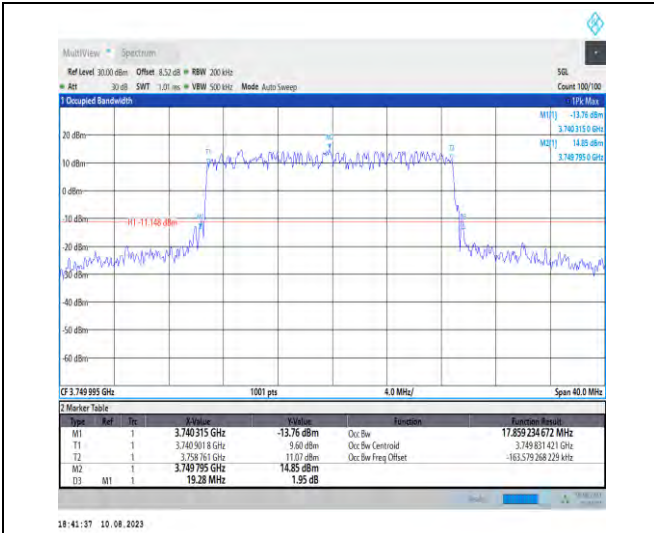 MultiView Spectrum
Ref Level 30.00 dBm Offset 8.52 dB RBW 200 kHz SGL
Att 30 dB SWT 1.01 ms VBW 500 kHz Mode Auto Sweep Count 100/100
1 Occupied Bandwidth 1Pk Max
M1[1] -13.76 dBm
3.740 315 0 GHz
M2[1] 14.85 dBm
3.749 795 0 GHz
20 dBm
10 dBm
0 dBm
-10 dBm
H1 -11.148 dBm
-20 dBm
-30 dBm
-40 dBm
-50 dBm
-60 dBm
CF 3.749 995 GHz 1001 pts 4.0 MHz/ Span 40.0 MHz
2 Marker Table
Type Ref Trc X-Value Y-Value Function Function Result
M1 1 3.740 315 GHz -13.76 dBm Occ Bw 17.859 234 672 MHz
T1 1 3.740 901 8 GHz 9.60 dBm Occ Bw Centroid 3.749 831 421 GHz
T2 1 3.758 761 GHz 11.07 dBm Occ Bw Freq Offset -163.579 268 229 kHz
M2 1 3.749 795 GHz 14.85 dBm
D3 M1 1 19.28 MHz 1.95 dB
18:41:37 10.08.2023